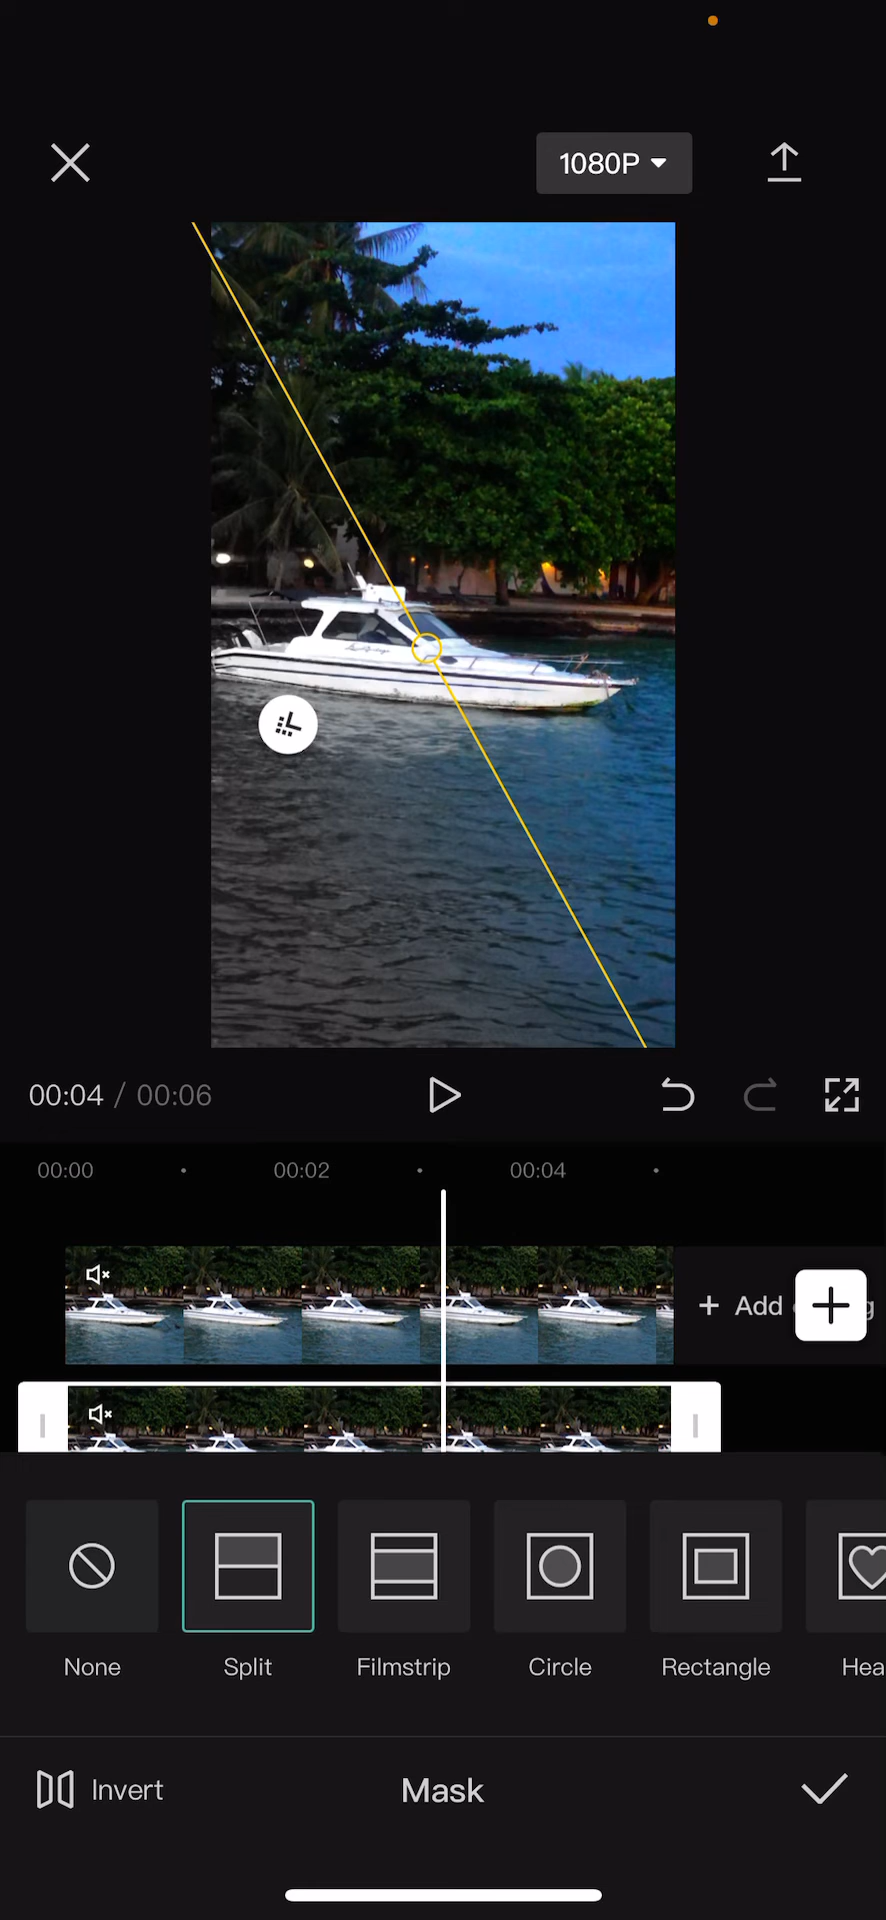 1080P
00:04 / 00:06
00:00 00:02 00:04
+ Add
None Split Filmstrip Circle Rectangle Hea
Invert Mask